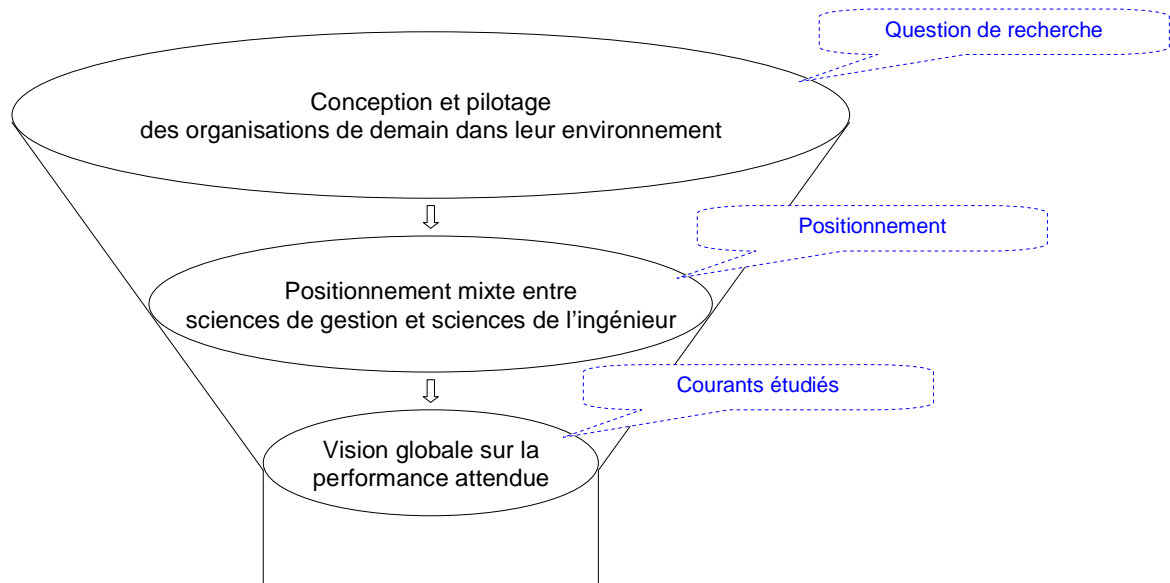 Question de recherche
Conception et pilotage
des organisations de demain dans leur environnement
Positionnement
Positionnement mixte entre
sciences de gestion et sciences de l’ingénieur
Courants étudiés
Vision globale sur la
performance attendue